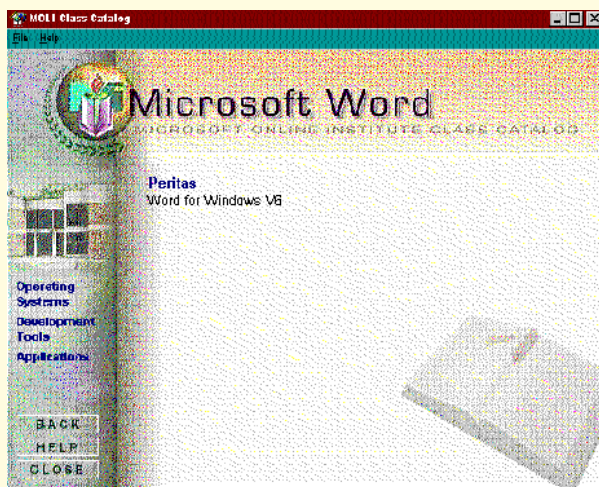 MOLI Class Catalog
File Help
Microsoft Word
MICROSOFT ONLINE INSTITUTE CLASS CATALOG
Peritas
Word for Windows V6
Operating
Systems
Development
Tools
Applications
BACK
HELP
CLOSE